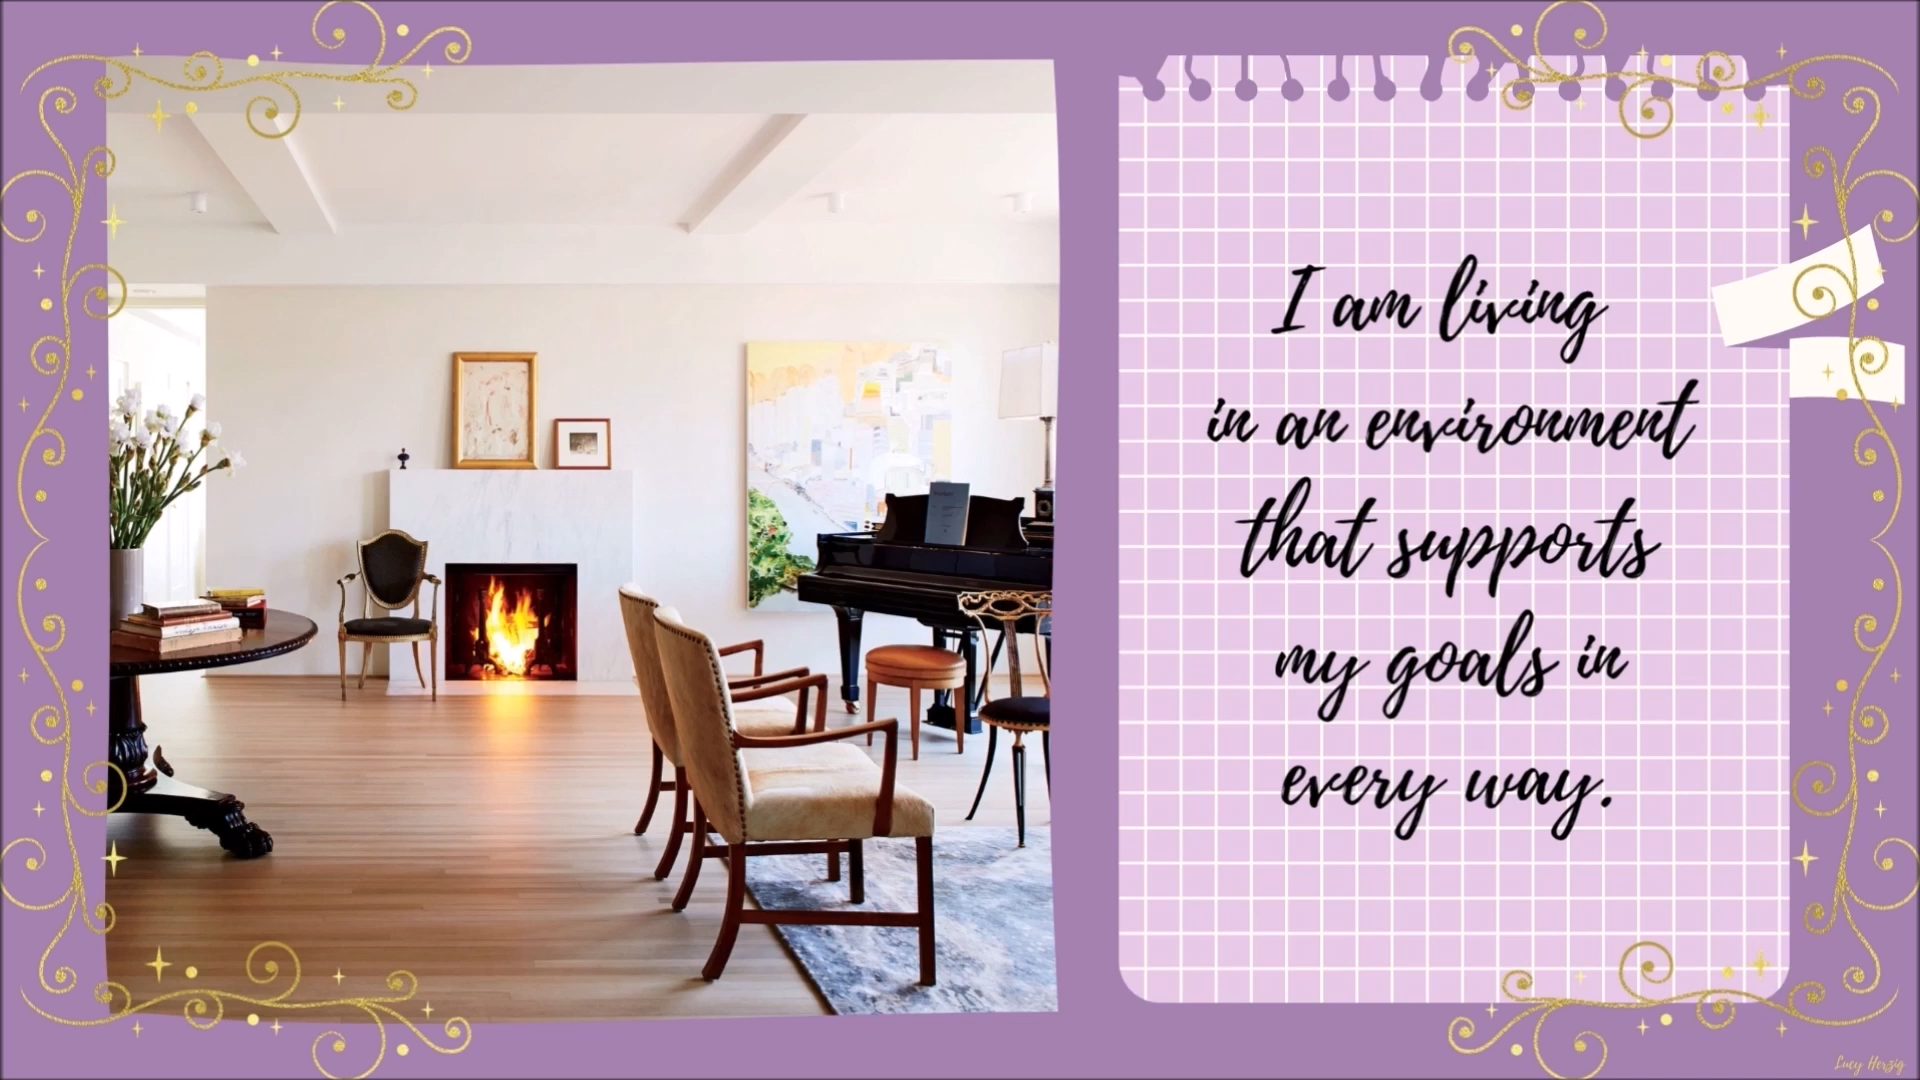 I am living
in an environment
that supports
my goals in
every way.
Lucy Herzig